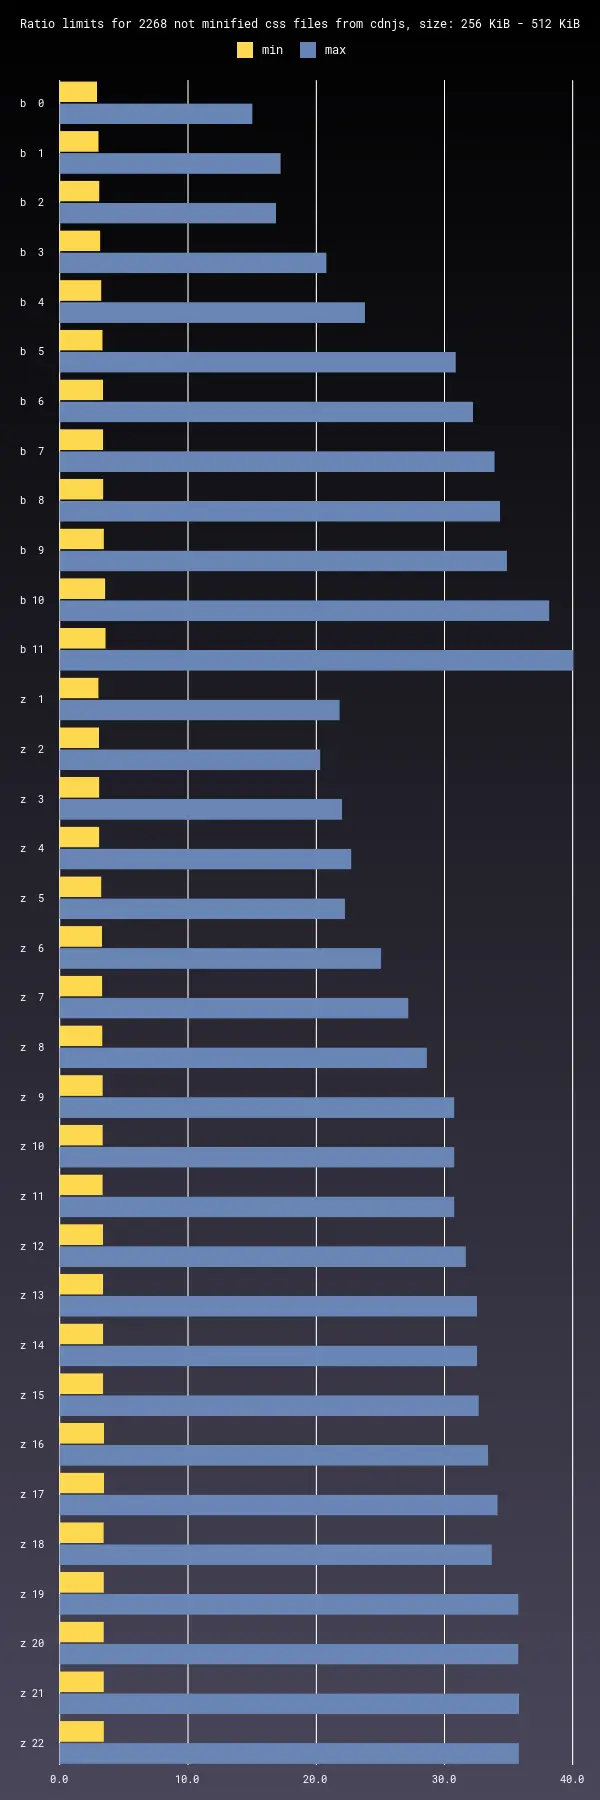 Ratio limits for 2268 not minified css files from cdnjs, size: 256 KiB - 512 KiB
min max
b 0
b 1
b 2
b 3
b 4
b 5
b 6
b 7
b 8
b 9
b 10
b 11
z 1
z 2
z 3
z 4
z 5
z 6
z 7
z 8
z 9
z 10
z 11
z 12
z 13
z 14
z 15
z 16
z 17
z 18
z 19
z 20
z 21
z 22
0.0 10.0 20.0 30.0 40.0